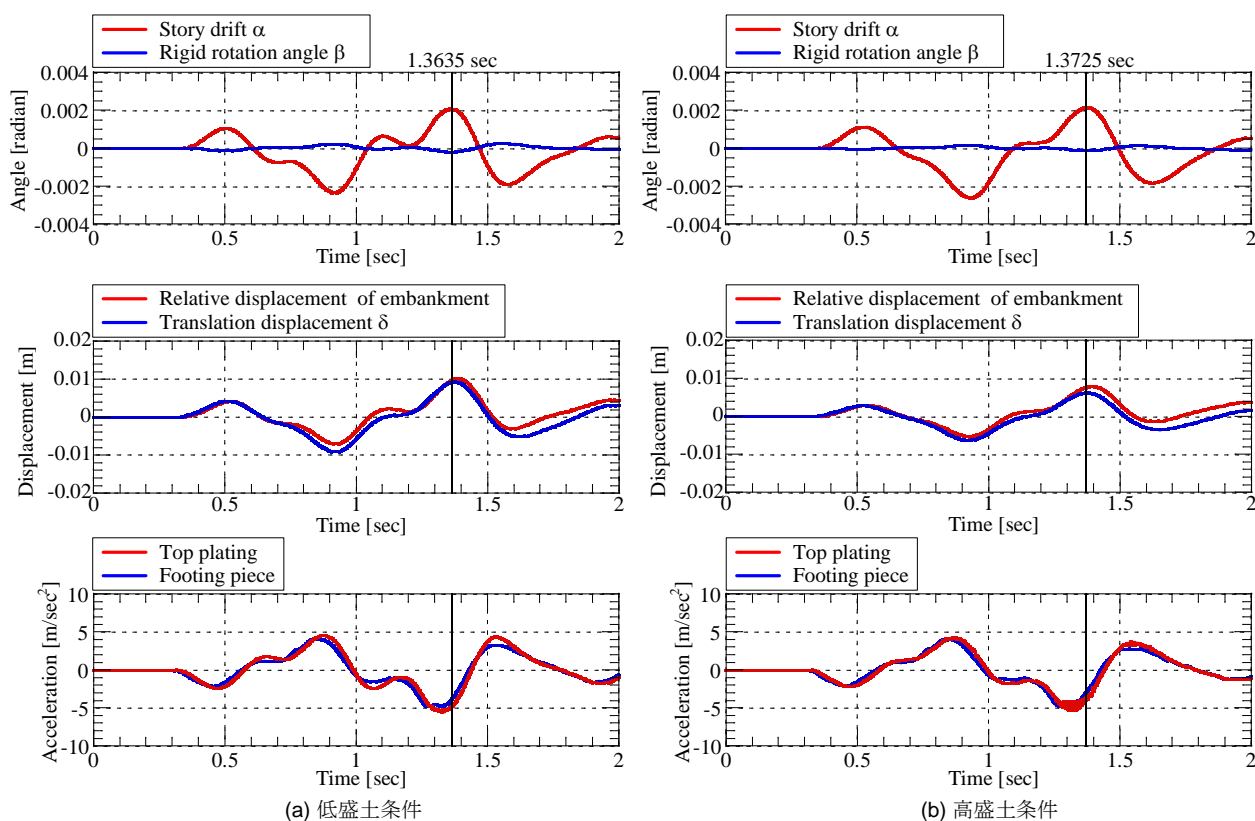 Story drift α
Rigid rotation angle β
1.3635 sec
0.004
0.002
0
-0.002
-0.004
Angle [radian]
0
0.5
1
1.5
2
Time [sec]
Relative displacement of embankment
Translation displacement δ
0.02
0.01
0
-0.01
-0.02
Displacement [m]
0
0.5
1
1.5
2
Time [sec]
Top plating
Footing piece
10
5
0
-5
-10
Acceleration [m/sec²]
0
0.5
1
1.5
2
Time [sec]
(a) 低盛土条件
Story drift α
Rigid rotation angle β
1.3725 sec
0.004
0.002
0
-0.002
-0.004
Angle [radian]
0
0.5
1
1.5
2
Time [sec]
Relative displacement of embankment
Translation displacement δ
0.02
0.01
0
-0.01
-0.02
Displacement [m]
0
0.5
1
1.5
2
Time [sec]
Top plating
Footing piece
10
5
0
-5
-10
Acceleration [m/sec²]
0
0.5
1
1.5
2
Time [sec]
(b) 高盛土条件